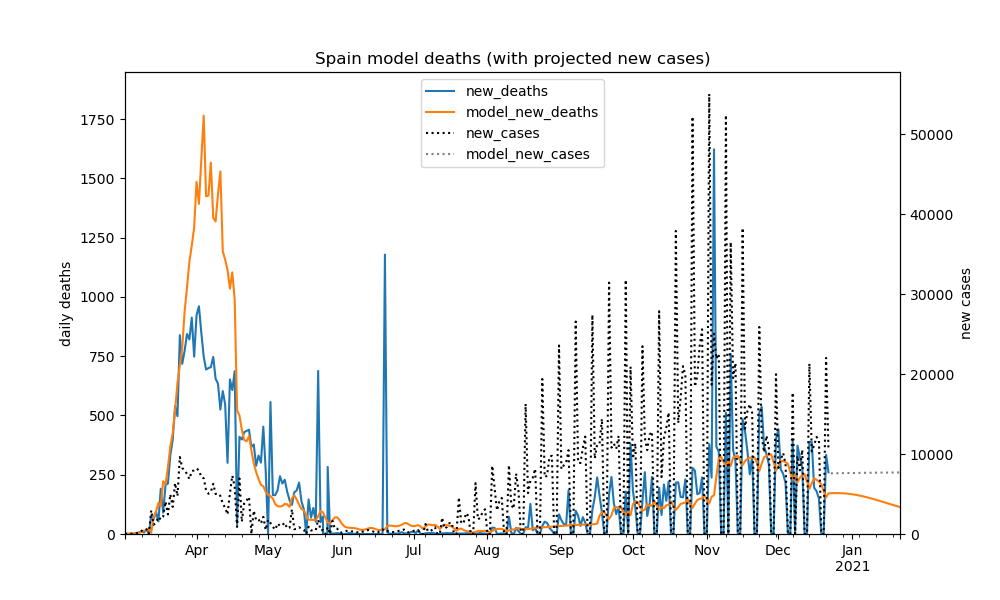 Spain model deaths (with projected new cases)
new_deaths
model_new_deaths
new_cases
model_new_cases
daily deaths
1750
1500
1250
1000
750
500
250
0
new cases
50000
40000
30000
20000
10000
0
Apr May Jun Jul Aug Sep Oct Nov Dec Jan
2021